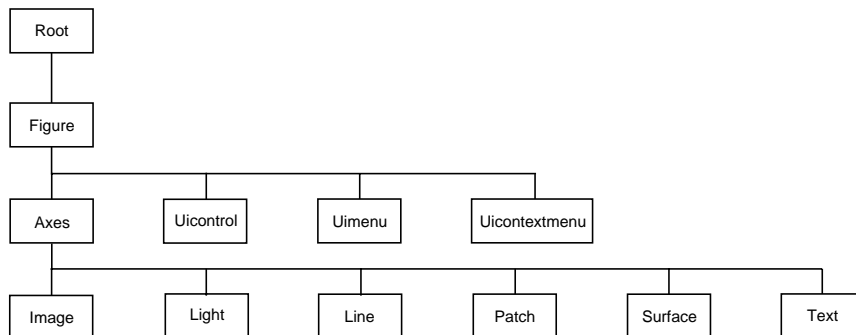 Root
Figure
Axes Uicontrol Uimenu Uicontextmenu
Image Light Line Patch Surface Text